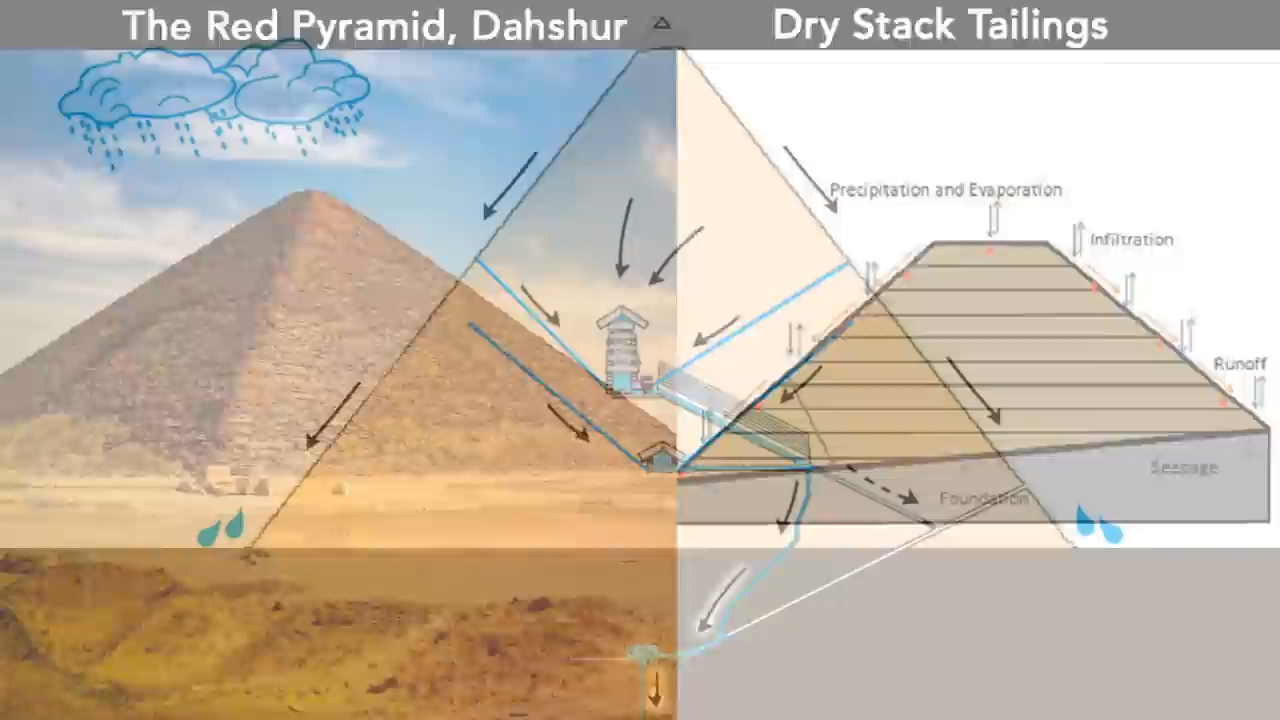 The Red Pyramid, Dahshur
Dry Stack Tailings
Precipitation and Evaporation
Infiltration
Runoff
Seepage
Foundation